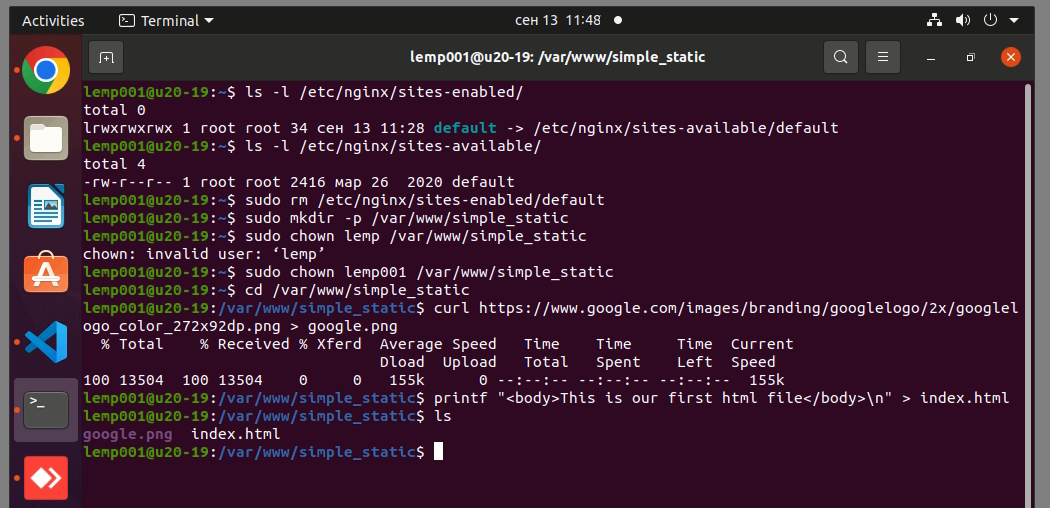 Activities Terminal сен 13 11:48
lemp001@u20-19: /var/www/simple_static
lemp001@u20-19:~$ ls -l /etc/nginx/sites-enabled/
total 0
lrwxrwxrwx 1 root root 34 сен 13 11:28 default -> /etc/nginx/sites-available/default
lemp001@u20-19:~$ ls -l /etc/nginx/sites-available/
total 4
-rw-r--r-- 1 root root 2416 мар 26  2020 default
lemp001@u20-19:~$ sudo rm /etc/nginx/sites-enabled/default
lemp001@u20-19:~$ sudo mkdir -p /var/www/simple_static
lemp001@u20-19:~$ sudo chown lemp /var/www/simple_static
chown: invalid user: ‘lemp’
lemp001@u20-19:~$ sudo chown lemp001 /var/www/simple_static
lemp001@u20-19:~$ cd /var/www/simple_static
lemp001@u20-19:/var/www/simple_static$ curl https://www.google.com/images/branding/googlelogo/2x/googlel
ogo_color_272x92dp.png > google.png
  % Total    % Received % Xferd  Average Speed   Time    Time     Time  Current
                                 Dload  Upload   Total   Spent    Left  Speed
100 13504  100 13504    0     0   155k      0 --:--:-- --:--:-- --:--:--  155k
lemp001@u20-19:/var/www/simple_static$ printf "<body>This is our first html file</body>\n" > index.html
lemp001@u20-19:/var/www/simple_static$ ls
google.png  index.html
lemp001@u20-19:/var/www/simple_static$